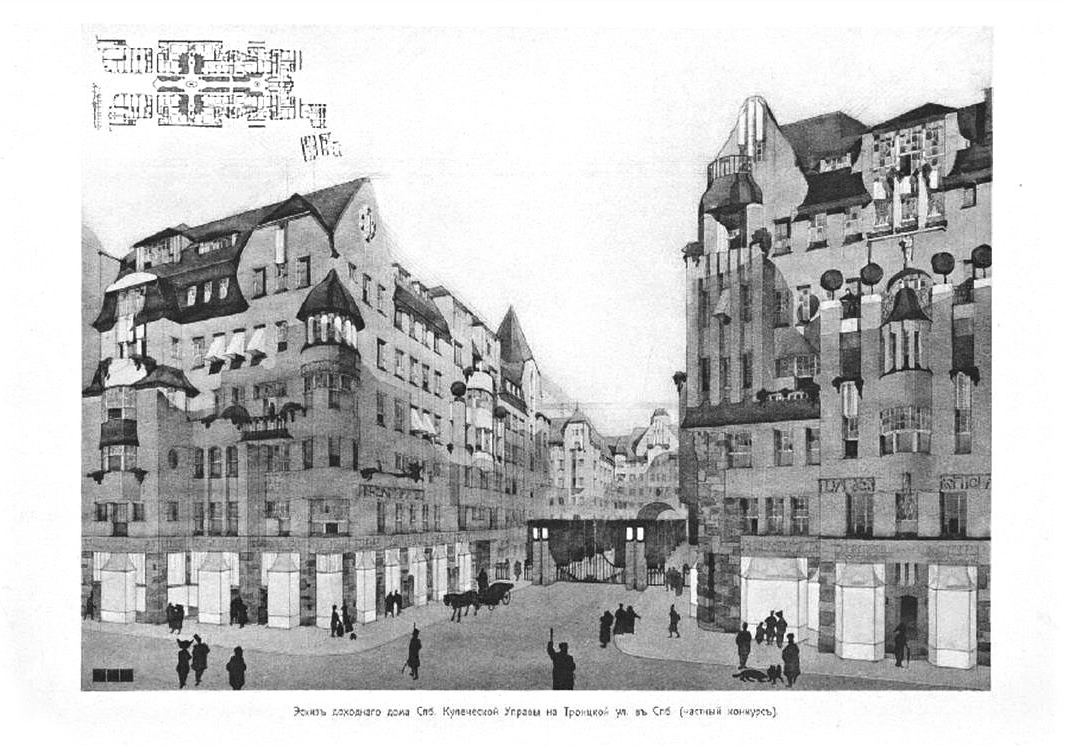 Эскизъ доходнаго дома Спб. Купеческой Управы на Троицкой ул. въ Спб. (частный конкурсъ).